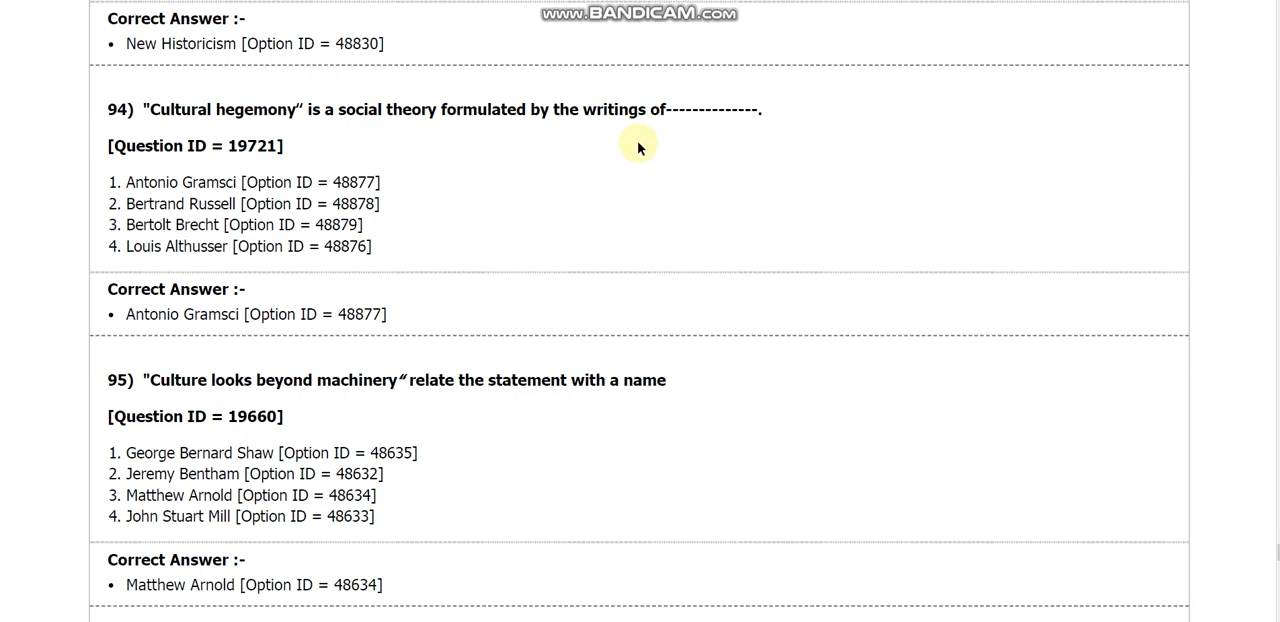 www.BANDICAM.com
Correct Answer :-
• New Historicism [Option ID = 48830]
94) "Cultural hegemony“ is a social theory formulated by the writings of--------------.
[Question ID = 19721]
1. Antonio Gramsci [Option ID = 48877]
2. Bertrand Russell [Option ID = 48878]
3. Bertolt Brecht [Option ID = 48879]
4. Louis Althusser [Option ID = 48876]
Correct Answer :-
• Antonio Gramsci [Option ID = 48877]
95) "Culture looks beyond machinery“ relate the statement with a name
[Question ID = 19660]
1. George Bernard Shaw [Option ID = 48635]
2. Jeremy Bentham [Option ID = 48632]
3. Matthew Arnold [Option ID = 48634]
4. John Stuart Mill [Option ID = 48633]
Correct Answer :-
• Matthew Arnold [Option ID = 48634]